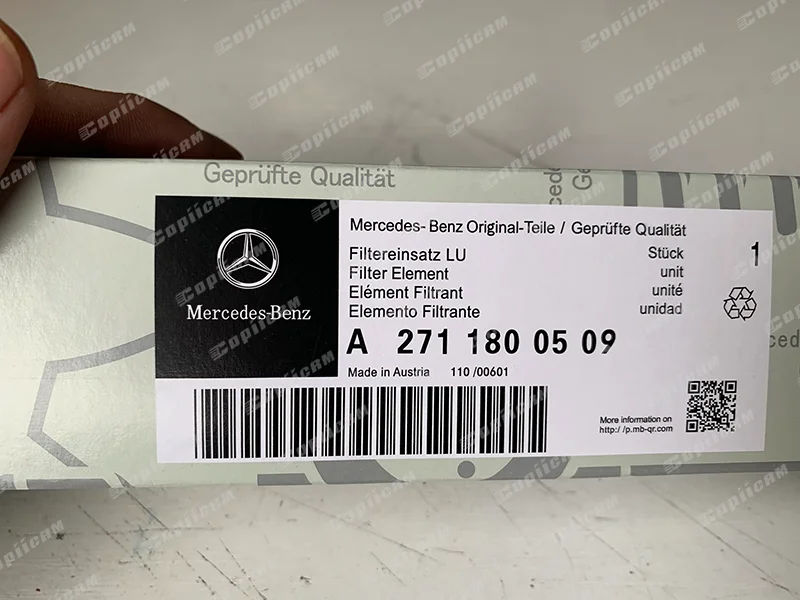 Geprüfte Qualität
Mercedes-Benz Original-Teile / Geprüfte Qualität
Filtereinsatz LU Stück 1
Filter Element unit
Elément Filtrant unité
Elemento Filtrante unidad
Mercedes-Benz
A 271 180 05 09
Made in Austria 110 /00601
More information on
http://p.mb-qr.com
CopiiCAM